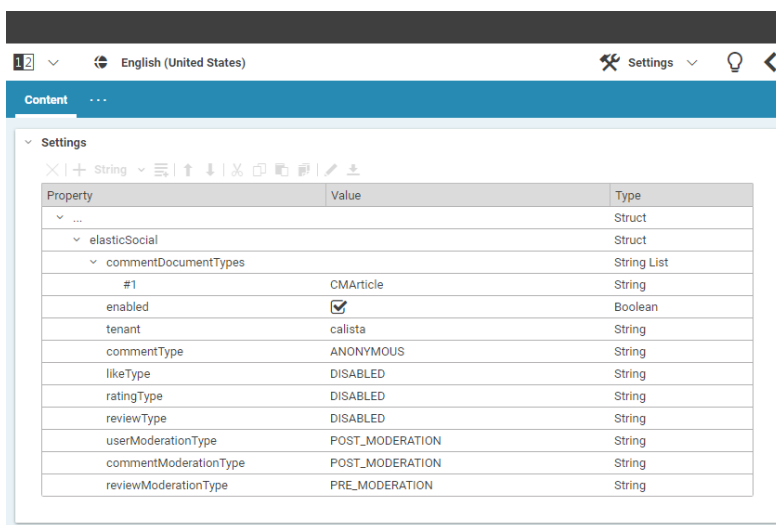 12 English (United States) Settings
Content ...
Settings
String
Property Value Type
... Struct
elasticSocial Struct
commentDocumentTypes String List
#1 CMArticle String
enabled Boolean
tenant calista String
commentType ANONYMOUS String
likeType DISABLED String
ratingType DISABLED String
reviewType DISABLED String
userModerationType POST_MODERATION String
commentModerationType POST_MODERATION String
reviewModerationType PRE_MODERATION String